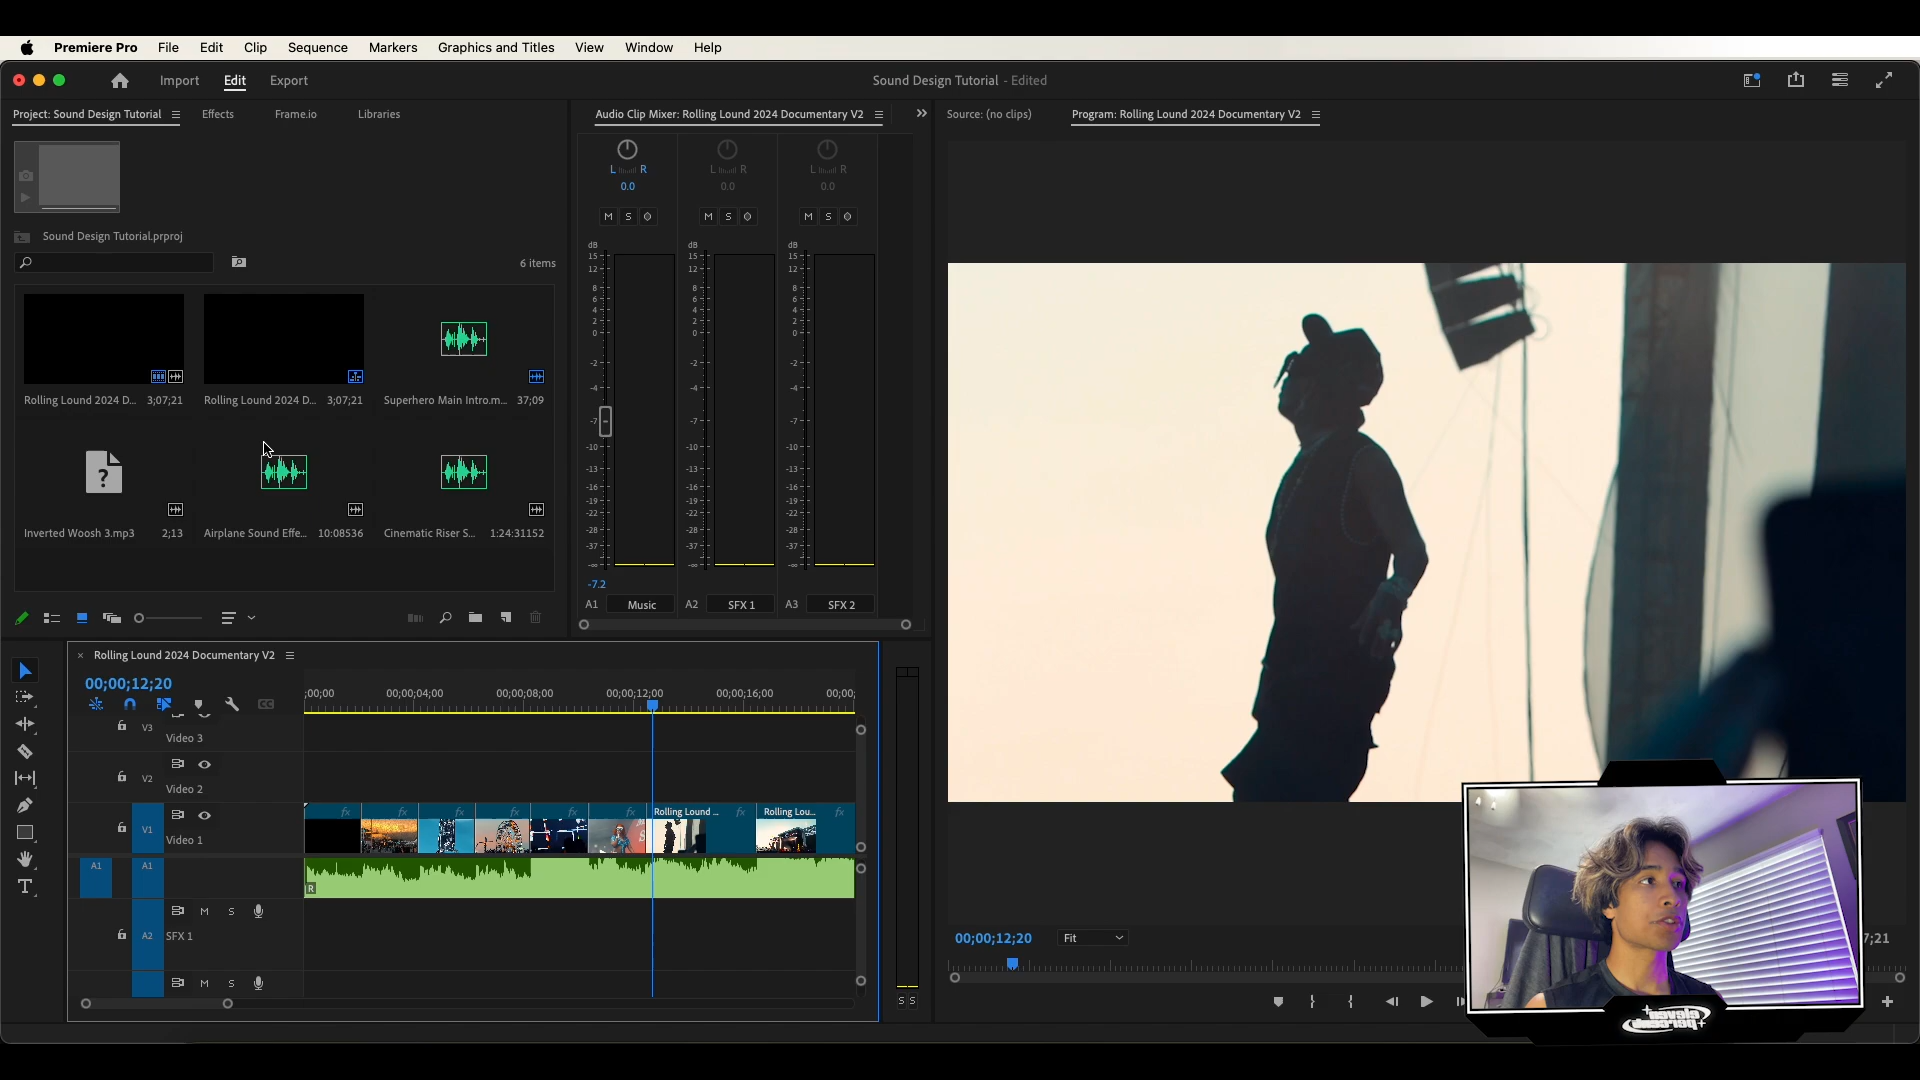 Premiere Pro File Edit Clip Sequence Markers Graphics and Titles View Window Help
Import Edit Export
Sound Design Tutorial - Edited
Project: Sound Design Tutorial Effects Frame.io Libraries
Audio Clip Mixer: Rolling Lound 2024 Documentary V2
Source: (no clips) Program: Rolling Lound 2024 Documentary V2
Sound Design Tutorial.prproj
6 items
Rolling Lound 2024 D... 3;07;21
Rolling Lound 2024 D... 3;07;21
Superhero Main Intro.m... 37;09
Inverted Woosh 3.mp3 2;13
Airplane Sound Effe... 10:08536
Cinematic Riser S... 1:24:31152
L R L R L R
0.0 0.0 0.0
M S M S M S
dB dB dB
15 15 15
12 12 12
8 8 8
6 6 6
4 4 4
2 2 2
0 0 0
-2 -2 -2
-4 -4 -4
-7 -7 -7
-10 -10 -10
-13 -13 -13
-16 -16 -16
-19 -19 -19
-22 -22 -22
-28 -28 -28
-37 -37 -37
-∞ -∞ -∞
-7.2
A1 Music A2 SFX 1 A3 SFX 2
Rolling Lound 2024 Documentary V2
00;00;12;20
;00;00 00;00;04;00 00;00;08;00 00;00;12;00 00;00;16;00 00;00;
V3
Video 3
V2
Video 2
V1
Video 1
fx fx fx fx fx fx Rolling Lound ... fx Rolling Lou... fx
A1 A1
R
M S
A2 SFX 1
M S
S S
00;00;12;20 Fit 7;21
eleven
percent